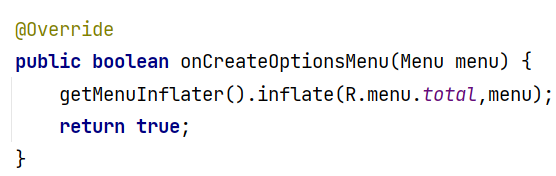 @Override
public boolean onCreateOptionsMenu(Menu menu) {
    getMenuInflater().inflate(R.menu.total,menu);
    return true;
}